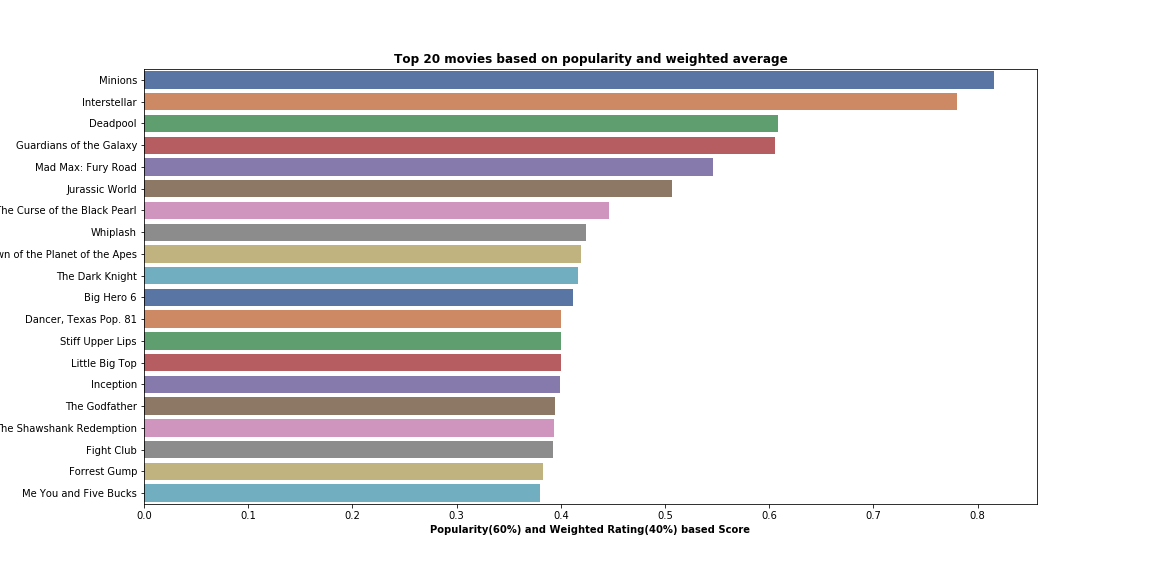 Top 20 movies based on popularity and weighted average
Minions
Interstellar
Deadpool
Guardians of the Galaxy
Mad Max: Fury Road
Jurassic World
The Curse of the Black Pearl
Whiplash
of the Planet of the Apes
The Dark Knight
Big Hero 6
Dancer, Texas Pop. 81
Stiff Upper Lips
Little Big Top
Inception
The Godfather
The Shawshank Redemption
Fight Club
Forrest Gump
Me You and Five Bucks
0.0 0.1 0.2 0.3 0.4 0.5 0.6 0.7 0.8
Popularity(60%) and Weighted Rating(40%) based Score